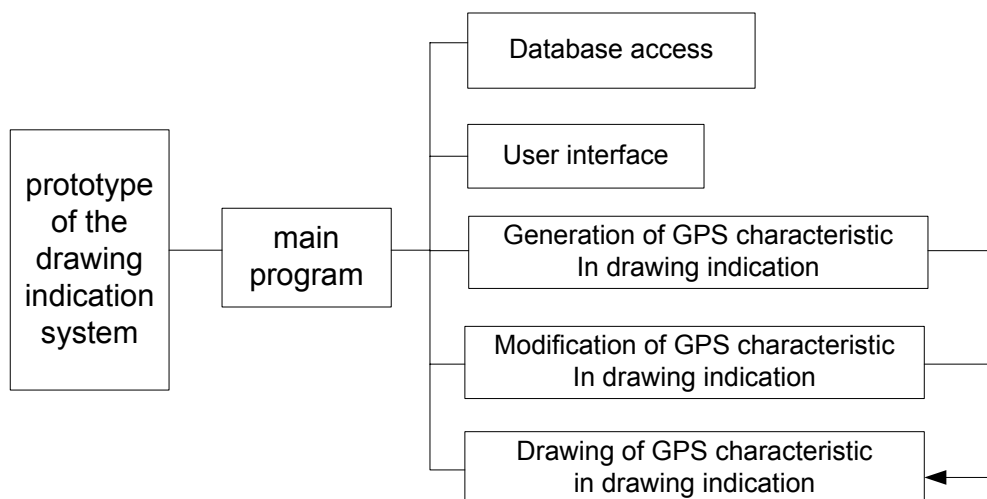 Database access
User interface
prototype
of the
drawing
indication
system
main
program
Generation of GPS characteristic
In drawing indication
Modification of GPS characteristic
In drawing indication
Drawing of GPS characteristic
in drawing indication